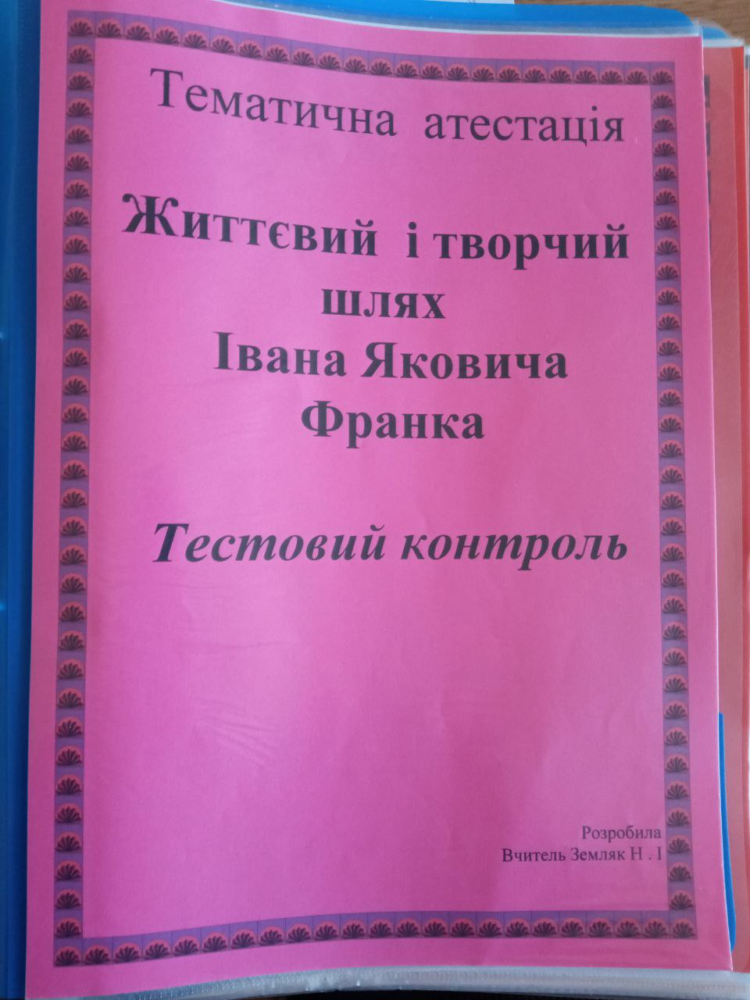 Тематична атестація
Життєвий і творчий
шлях
Івана Яковича
Франка
Тестовий контроль
Розробила
Вчитель Земляк Н . І